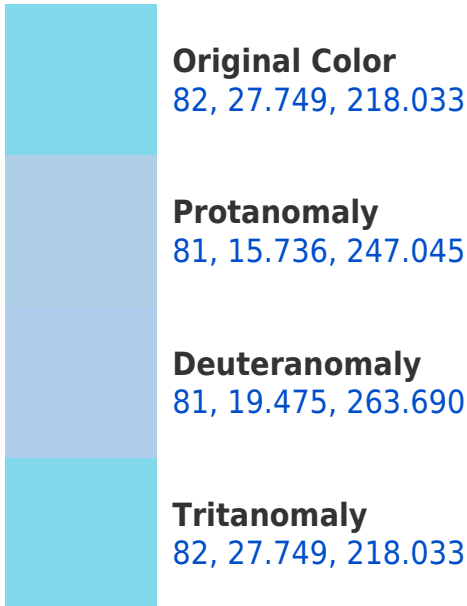 Original Color
82, 27.749, 218.033
Protanomaly
81, 15.736, 247.045
Deuteranomaly
81, 19.475, 263.690
Tritanomaly
82, 27.749, 218.033